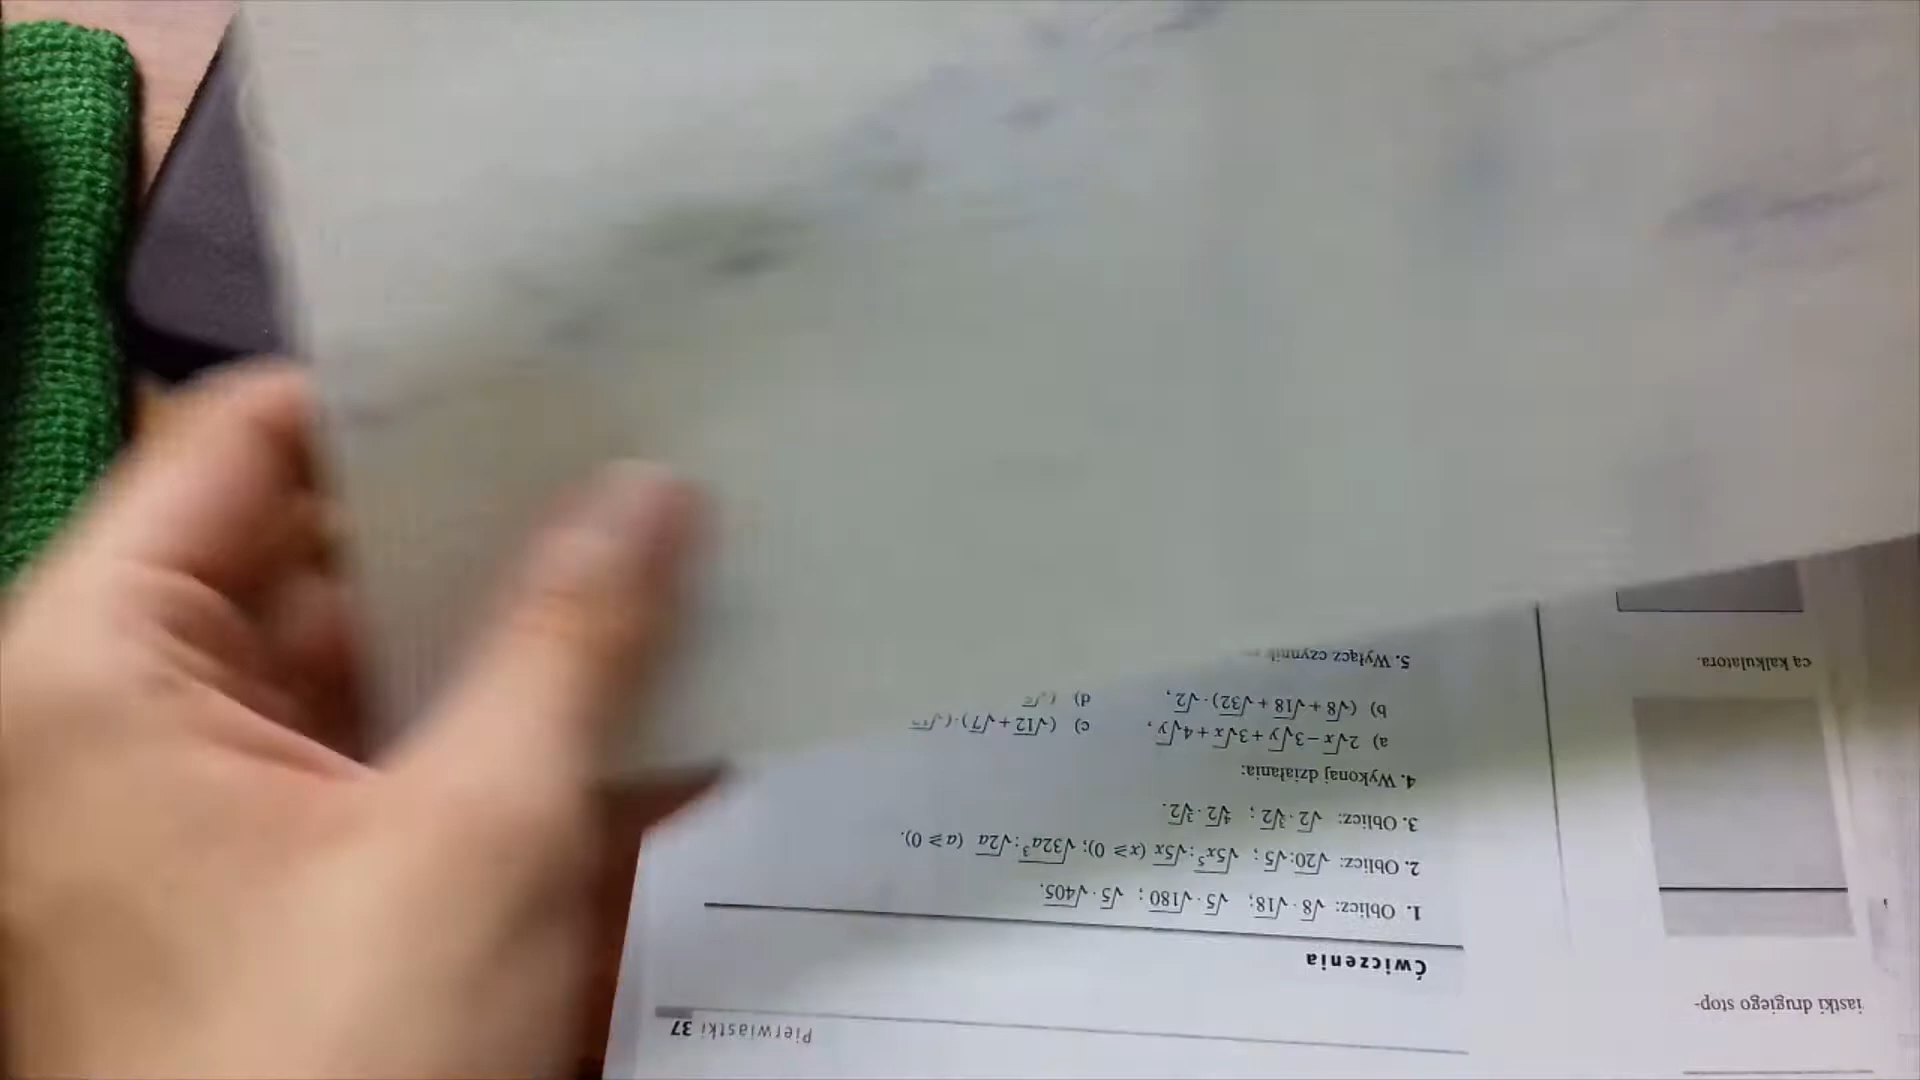 Pierwiastki 37
Ćwiczenia
1. Oblicz: √8 · √18; √5 · √180; √5 · √405.
2. Oblicz: √20:√5; √5x⁵:√5x (x ⩾ 0); √32a³:√2a (a ⩾ 0).
3. Oblicz: √2 · ∛2; ∜2 · ∛2.
4. Wykonaj działania:
a) 2√x − 3√y + 3√x + 4√y, c) (√12 + √7) · (
b) (√8 + √18 + √32) · √2, d) (
5. Wyłącz czynnik
iastki drugiego stop-
cą kalkulatora.